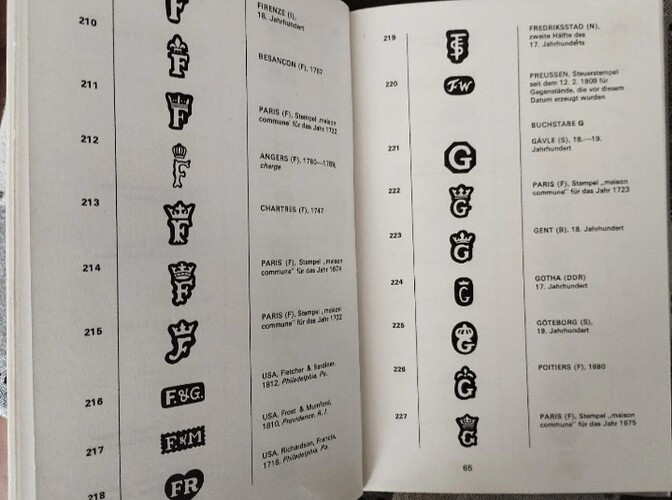 210
F
FIRENZE (I),
18. Jahrhundert
F
BESANÇON (F), 1762
211
F
PARIS (F), Stempel „maison
commune“ für das Jahr 1722
212
F
ANGERS (F), 1780—1789,
charge
213
F
CHARTRES (F), 1747
214
F
PARIS (F), Stempel „maison
commune“ für das Jahr 1674
215
F
PARIS (F), Stempel „maison
commune“ für das Jahr 1722
216
F.&G.
USA, Fletcher & Gardiner,
1812, Philadelphia, Pa.
217
F&M
USA, Frost & Mumford,
1810, Providence, R. I.
218
FR
USA, Richardson, Francis,
1718, Philadelphia, Pa.
219
FREDRIKSSTAD (N),
zweite Hälfte des
17. Jahrhunderts
220
F·W
PREUSSEN, Steuerstempel
seit dem 12. 2. 1809 für
Gegenstände, die vor diesem
Datum erzeugt wurden
BUCHSTABE G
221
G
GÄVLE (S), 18.—19.
Jahrhundert
222
G
PARIS (F), Stempel „maison
commune“ für das Jahr 1723
223
G
GENT (B), 18. Jahrhundert
224
G
GOTHA (DDR)
17. Jahrhundert
225
G
GÖTEBORG (S),
19. Jahrhundert
226
G
POITIERS (F), 1680
227
G
PARIS (F), Stempel „maison
commune“ für das Jahr 1675
65